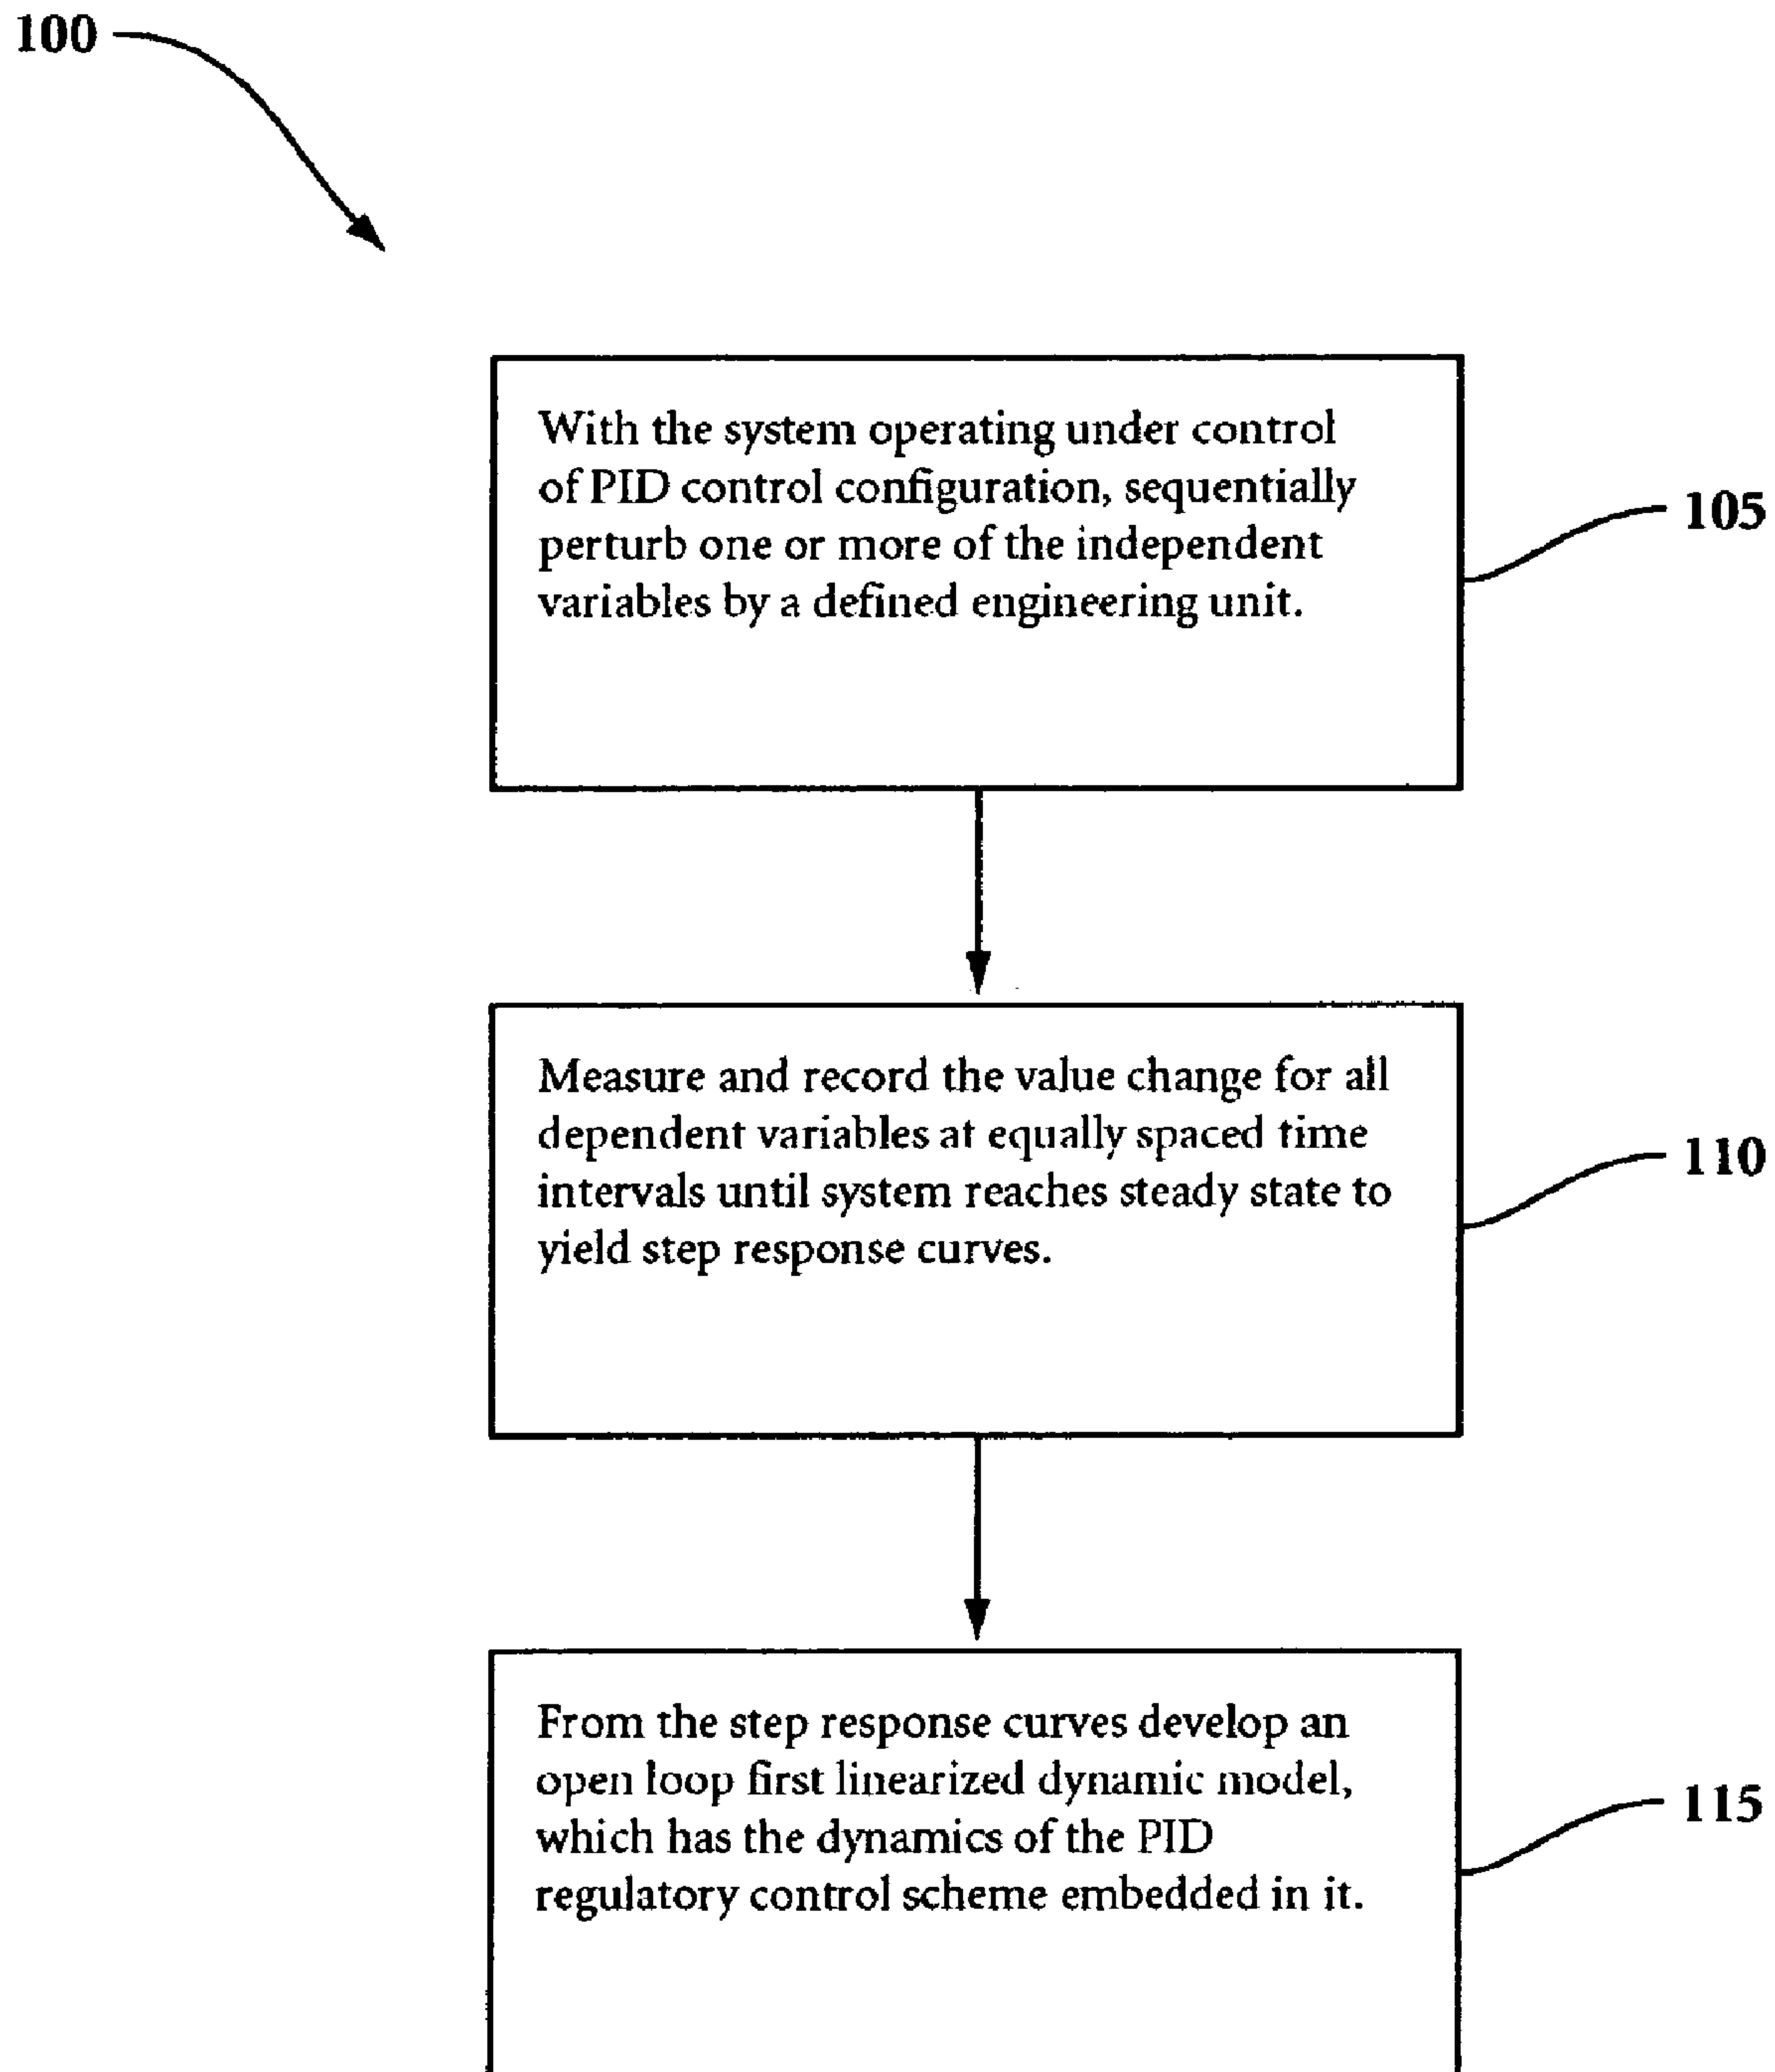 100
With the system operating under control
of PID control configuration, sequentially
perturb one or more of the independent
variables by a defined engineering unit.
105
Measure and record the value change for all
dependent variables at equally spaced time
intervals until system reaches steady state to
yield step response curves.
110
From the step response curves develop an
open loop first linearized dynamic model,
which has the dynamics of the PID
regulatory control scheme embedded in it.
115